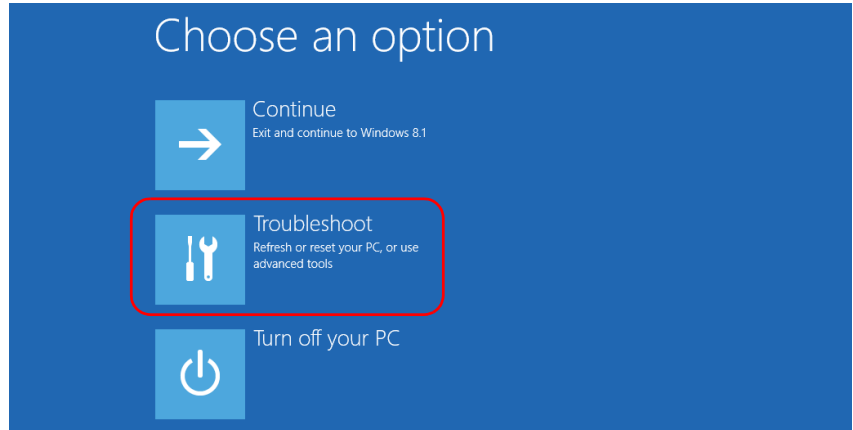 Choose an option
Continue
Exit and continue to Windows 8.1
Troubleshoot
Refresh or reset your PC, or use
advanced tools
Turn off your PC